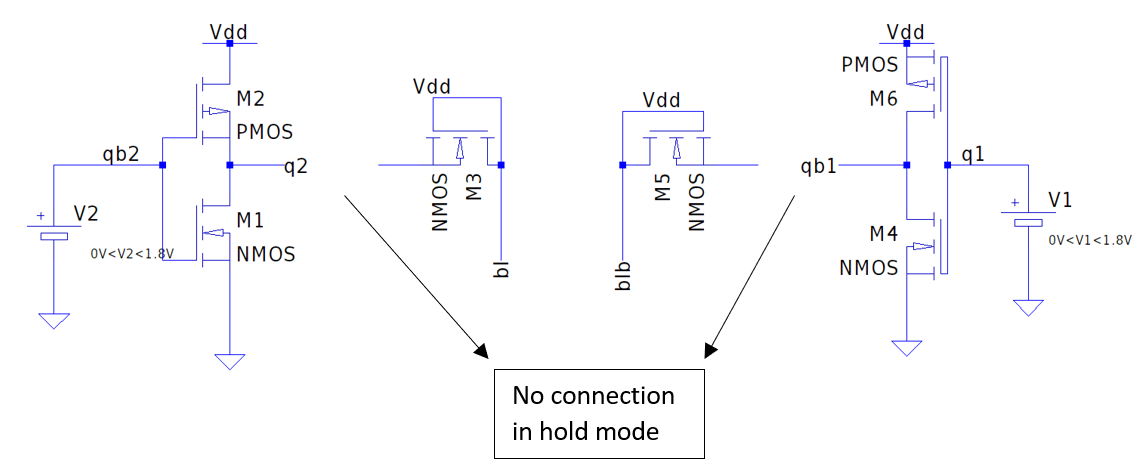 Vdd
M2
PMOS
qb2
q2
V2
+
0V<V2<1.8V
M1
NMOS
Vdd
NMOS
M3
bl
Vdd
M5
NMOS
blb
Vdd
PMOS
M6
qb1
q1
M4
NMOS
+
V1
0V<V1<1.8V
No connection
in hold mode